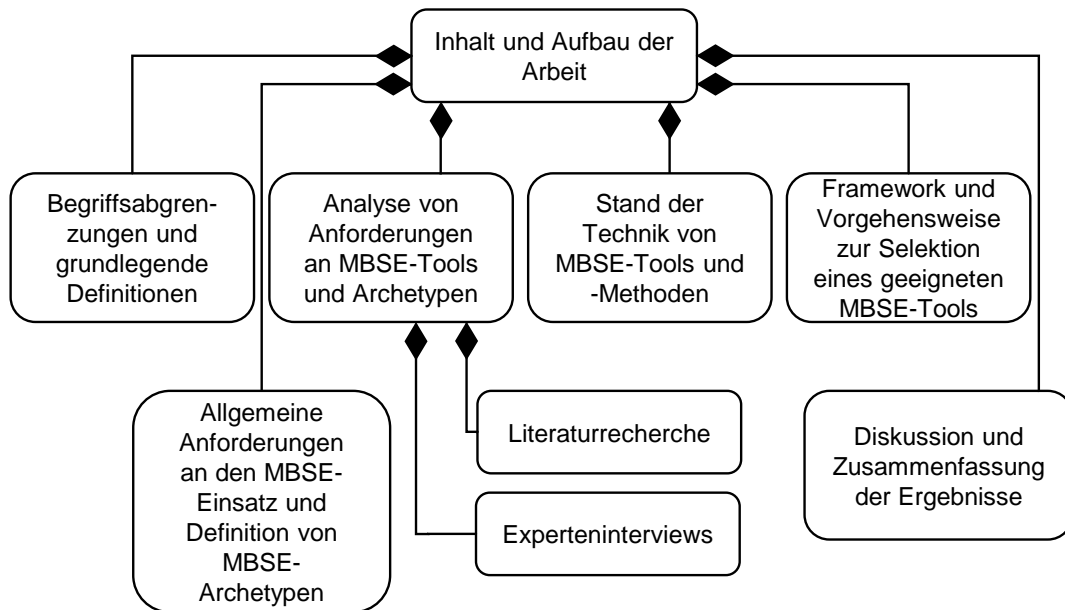 Inhalt und Aufbau der
Arbeit
Begriffsabgren-
zungen und
grundlegende
Definitionen
Analyse von
Anforderungen
an MBSE-Tools
und Archetypen
Stand der
Technik von
MBSE-Tools und
-Methoden
Framework und
Vorgehensweise
zur Selektion
eines geeigneten
MBSE-Tools
Allgemeine
Anforderungen
an den MBSE-
Einsatz und
Definition von
MBSE-
Archetypen
Literaturrecherche
Experteninterviews
Diskussion und
Zusammenfassung
der Ergebnisse